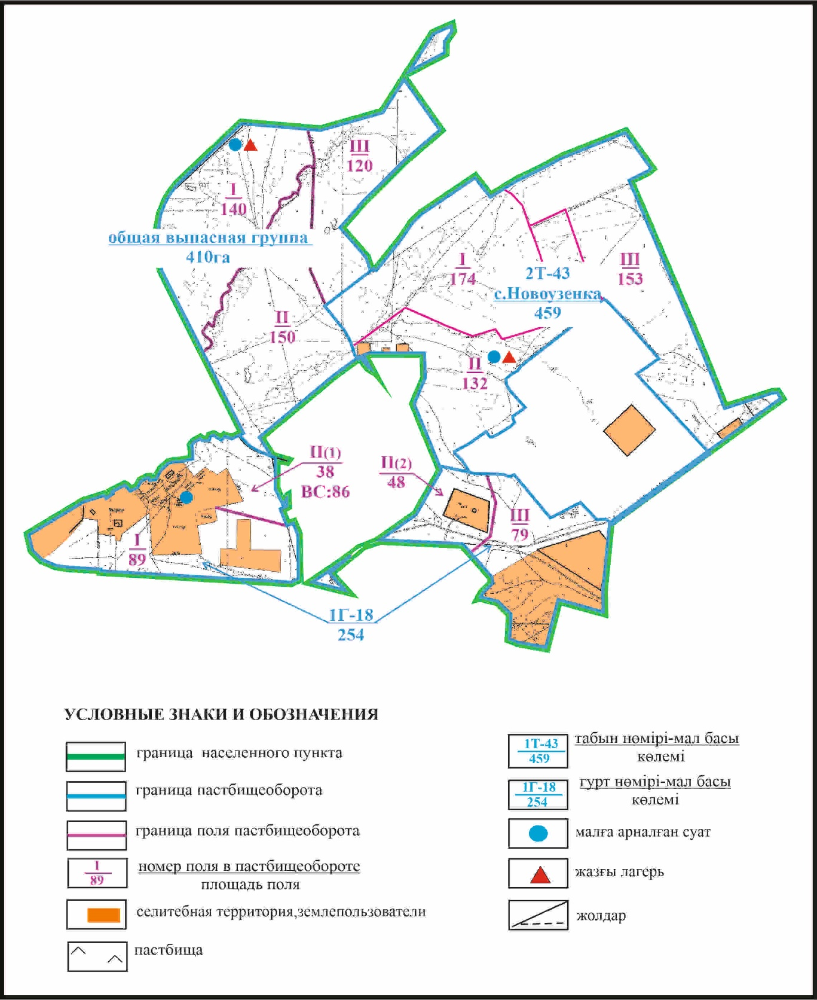 III
120
I
140
общая выпасная группа
410га
I
174
2Т-43
с.Новоузенка
459
III
153
II
150
II
132
II(1)
38
ВС:86
II(2)
48
III
79
I
89
1Г-18
254
УСЛОВНЫЕ ЗНАКИ И ОБОЗНАЧЕНИЯ
граница населенного пункта
граница пастбищеоборота
граница поля пастбищеоборота
I
89
номер поля в пастбищеобороте
площадь поля
селитебная территория,землепользователи
пастбища
1Т-43
459
табын нөмірі-мал басы
көлемі
1Г-18
254
гурт нөмірі-мал басы
көлемі
малға арналған суат
жазғы лагерь
жолдар